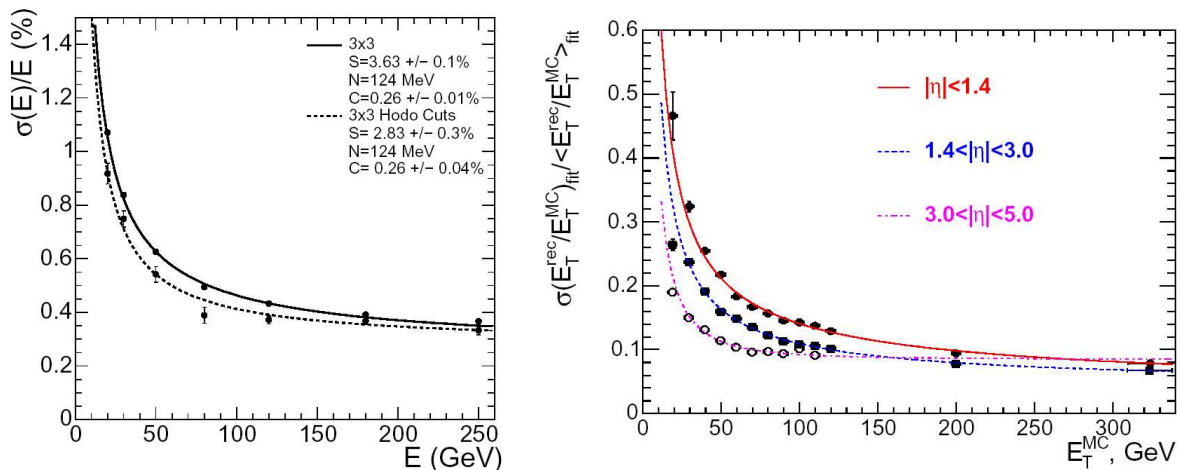 σ(E)/E (%)
1.4
1.2
1
0.8
0.6
0.4
0.2
0
3x3
S=3.63 +/− 0.1%
N=124 MeV
C=0.26 +/− 0.01%
3x3 Hodo Cuts
S= 2.83 +/− 0.3%
N=124 MeV
C= 0.26 +/− 0.04%
0 50 100 150 200 250
E (GeV)
σ(E_T^rec/E_T^MC)_fit/<E_T^rec/E_T^MC>_fit
0.6
0.5
0.4
0.3
0.2
0.1
0
|η|<1.4
1.4<|η|<3.0
3.0<|η|<5.0
0 50 100 150 200 250 300
E_T^MC, GeV